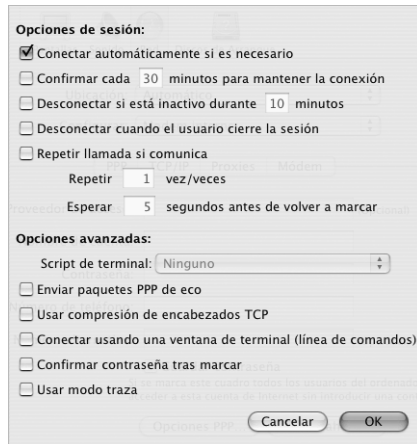 Opciones de sesión:
Conectar automáticamente si es necesario
Confirmar cada 30 minutos para mantener la conexión
Desconectar si está inactivo durante 10 minutos
Desconectar cuando el usuario cierre la sesión
Repetir llamada si comunica
Repetir 1 vez/veces
Esperar 5 segundos antes de volver a marcar
Opciones avanzadas:
Script de terminal: Ninguno
Enviar paquetes PPP de eco
Usar compresión de encabezados TCP
Conectar usando una ventana de terminal (línea de comandos)
Confirmar contraseña tras marcar
Usar modo traza
Cancelar OK